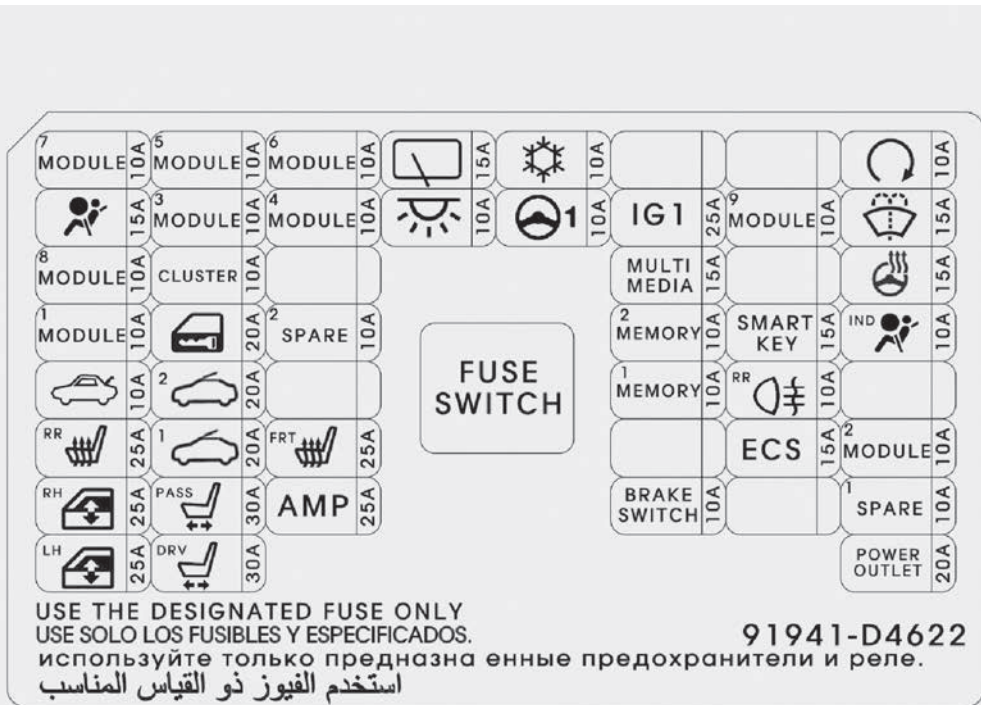 7 MODULE 10A 5 MODULE 10A 6 MODULE 10A 15A 10A 10A
15A 3 MODULE 10A 4 MODULE 10A 10A 1 10A IG1 25A 9 MODULE 10A 15A
8 MODULE 10A CLUSTER 10A MULTI MEDIA 15A 15A
1 MODULE 10A 20A 2 SPARE 10A 2 MEMORY 10A SMART KEY 15A IND 10A
10A 2 20A FUSE SWITCH 1 MEMORY 10A RR 10A
RR 25A 1 20A FRT 25A ECS 15A 2 MODULE 10A
RH 25A PASS 30A AMP 25A BRAKE SWITCH 10A 1 SPARE 10A
LH 25A DRV 30A POWER OUTLET 20A
USE THE DESIGNATED FUSE ONLY
USE SOLO LOS FUSIBLES Y ESPECIFICADOS.
91941-D4622
используйте только предназна енные предохранители и реле.
استخدم الفيوز ذو القياس المناسب